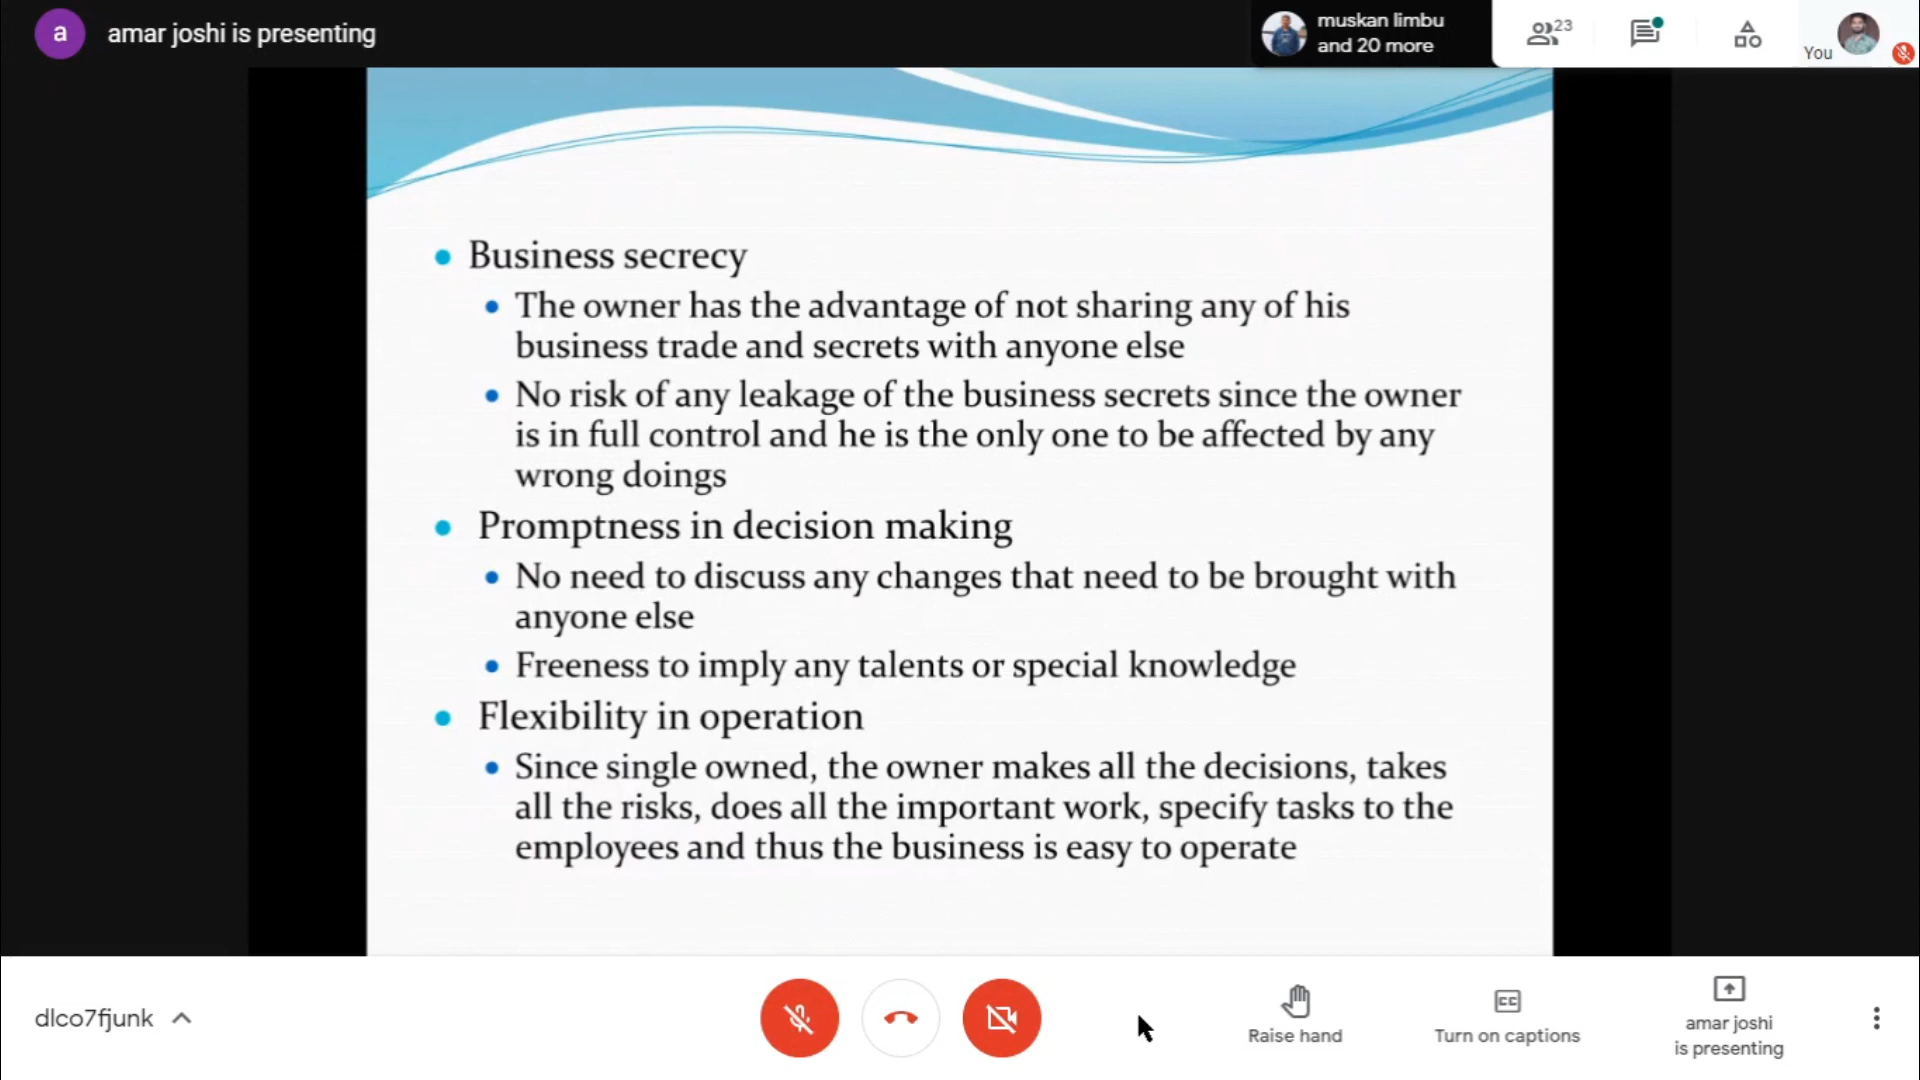 a
amar joshi is presenting
muskan limbu
and 20 more
23
You
Business secrecy
The owner has the advantage of not sharing any of his
business trade and secrets with anyone else
No risk of any leakage of the business secrets since the owner
is in full control and he is the only one to be affected by any
wrong doings
Promptness in decision making
No need to discuss any changes that need to be brought with
anyone else
Freeness to imply any talents or special knowledge
Flexibility in operation
Since single owned, the owner makes all the decisions, takes
all the risks, does all the important work, specify tasks to the
employees and thus the business is easy to operate
dlco7fjunk
Raise hand
CC
Turn on captions
amar joshi
is presenting